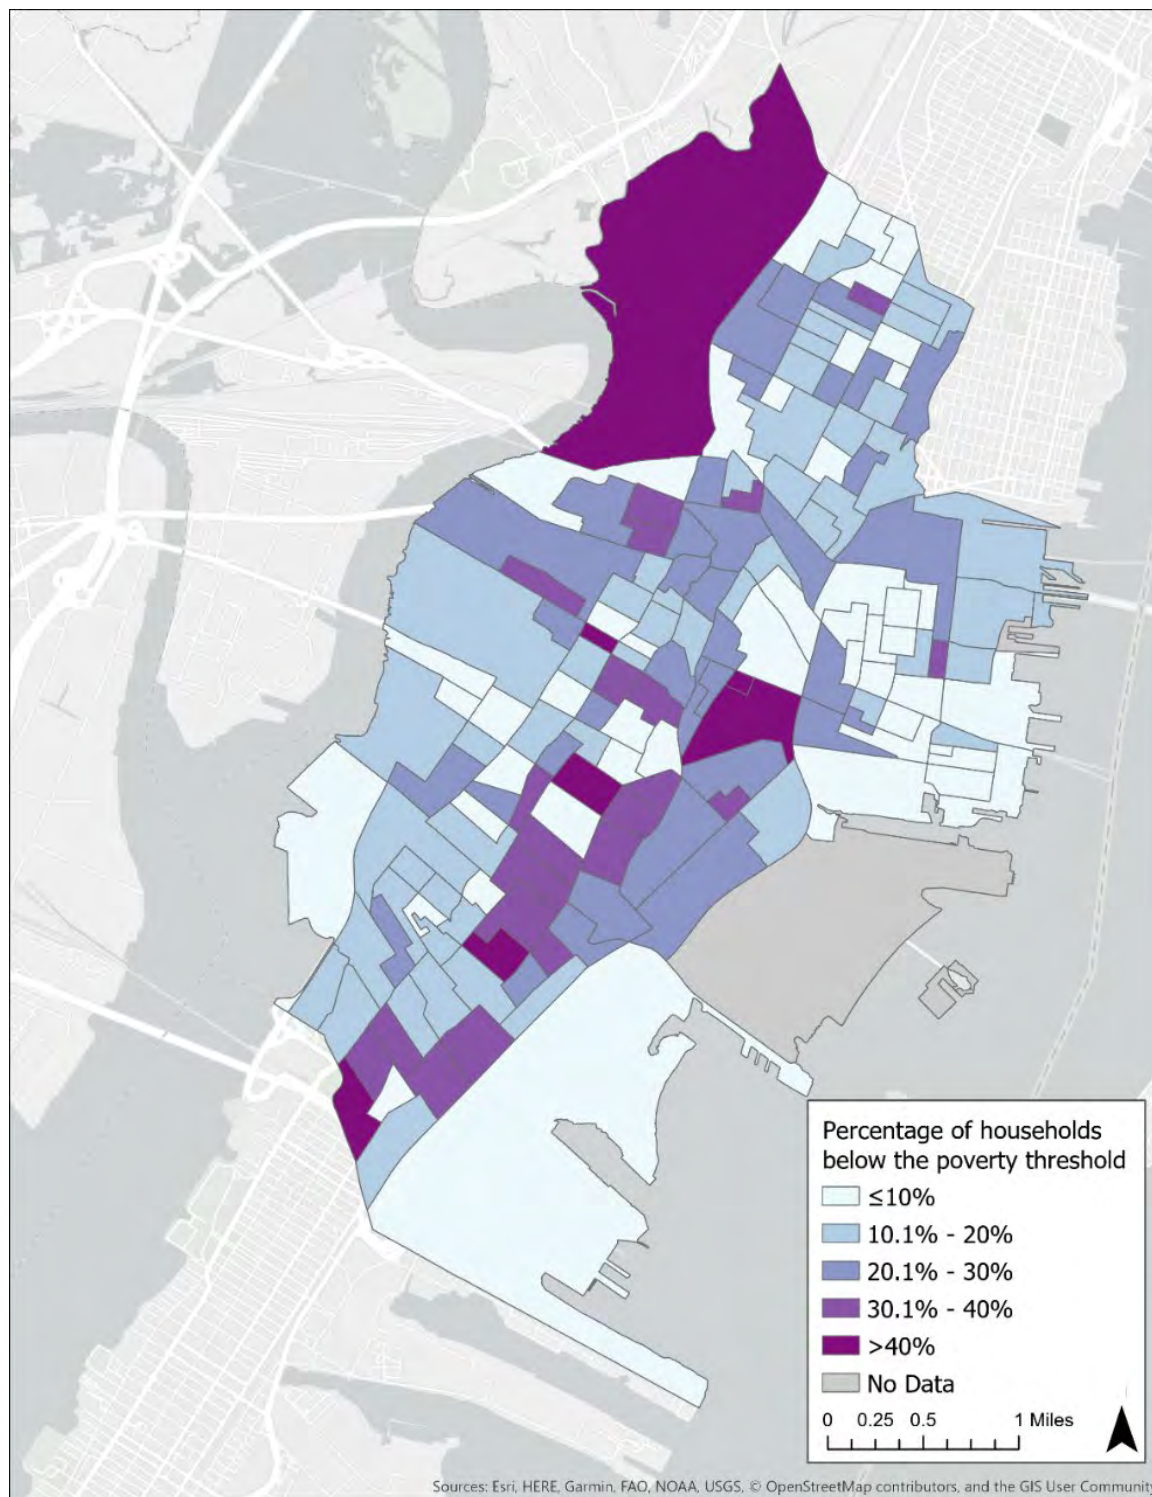 Percentage of households
below the poverty threshold
≤10%
10.1% - 20%
20.1% - 30%
30.1% - 40%
>40%
No Data
0 0.25 0.5 1 Miles
Sources: Esri, HERE, Garmin, FAO, NOAA, USGS, © OpenStreetMap contributors, and the GIS User Community